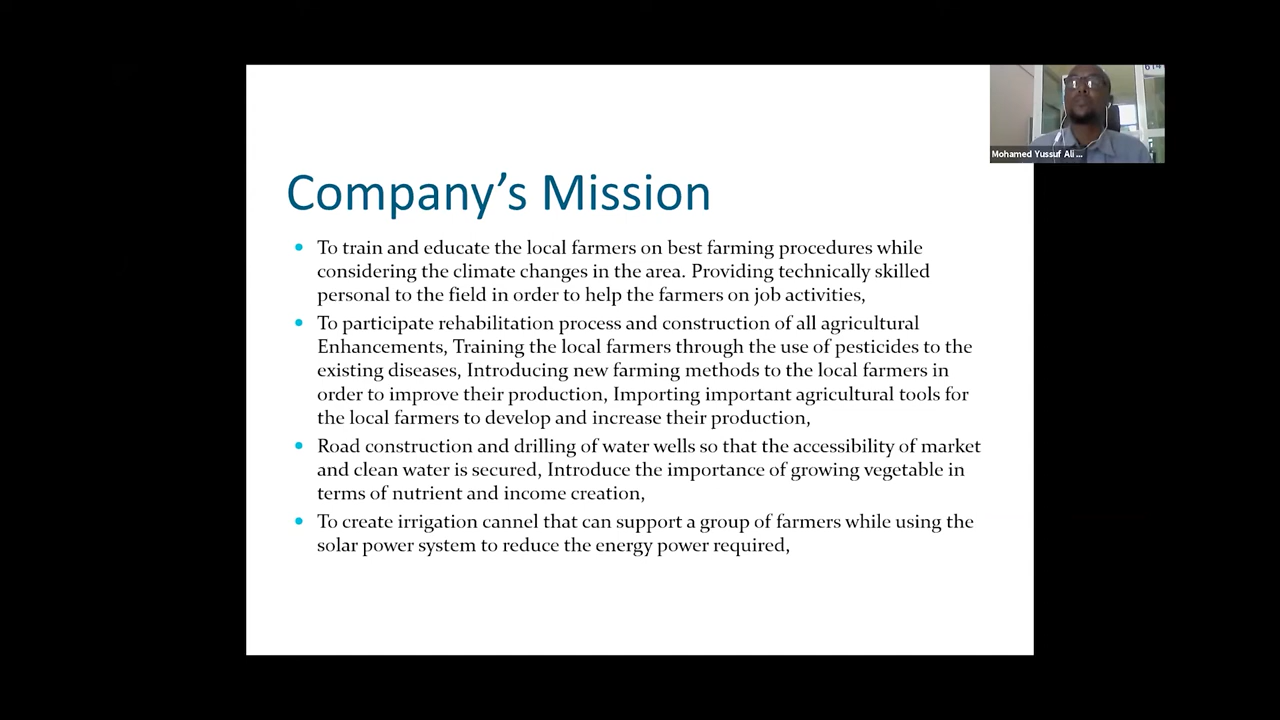 614
Mohamed Yussuf Ali ...
Company's Mission
• To train and educate the local farmers on best farming procedures while
considering the climate changes in the area. Providing technically skilled
personal to the field in order to help the farmers on job activities,
• To participate rehabilitation process and construction of all agricultural
Enhancements, Training the local farmers through the use of pesticides to the
existing diseases, Introducing new farming methods to the local farmers in
order to improve their production, Importing important agricultural tools for
the local farmers to develop and increase their production,
• Road construction and drilling of water wells so that the accessibility of market
and clean water is secured, Introduce the importance of growing vegetable in
terms of nutrient and income creation,
• To create irrigation cannel that can support a group of farmers while using the
solar power system to reduce the energy power required,